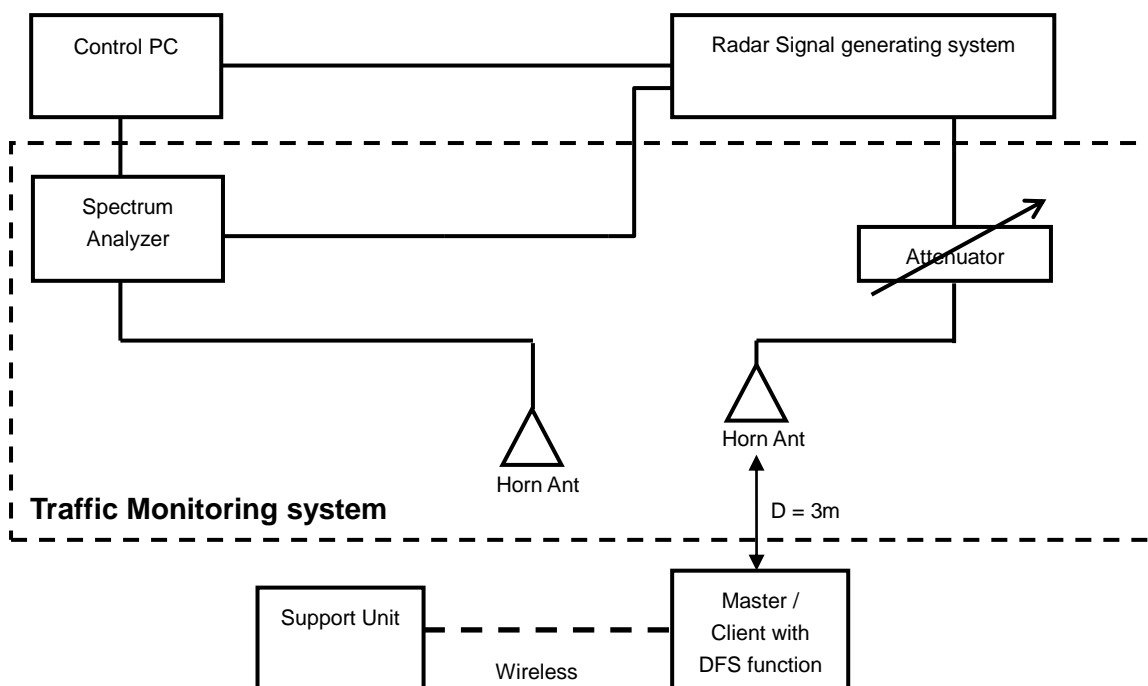 Control PC
Radar Signal generating system
Spectrum
Analyzer
Attenuator
Horn Ant
Horn Ant
Traffic Monitoring system
D = 3m
Support Unit
Wireless
Master /
Client with
DFS function